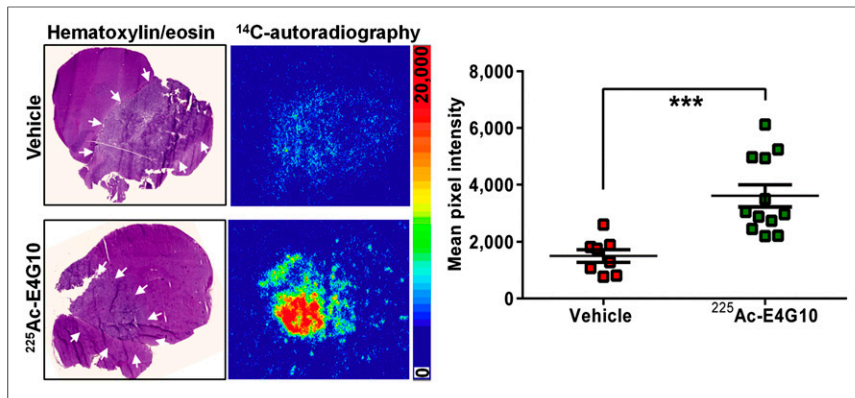 Hematoxylin/eosin
¹⁴C-autoradiography
Vehicle
²²⁵Ac-E4G10
20,000
0
Mean pixel intensity
8,000
6,000
4,000
2,000
0
***
Vehicle
²²⁵Ac-E4G10